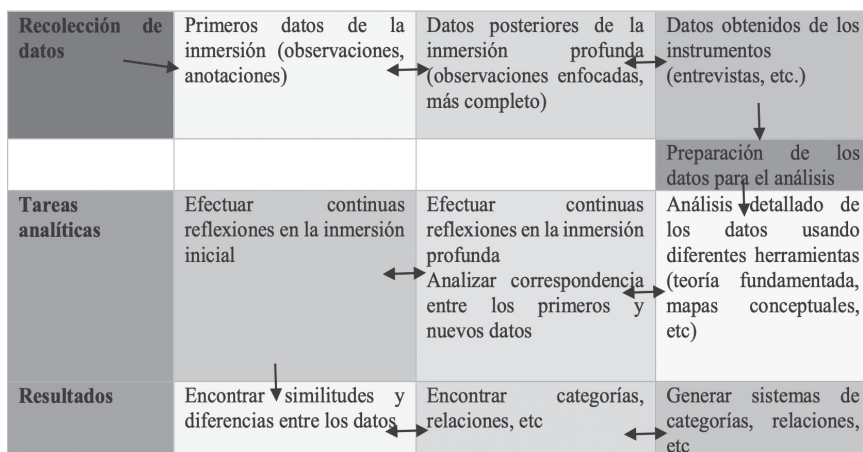 Recolección de
datos
Primeros datos de la
inmersión (observaciones,
anotaciones)
Datos posteriores de la
inmersión profunda
(observaciones enfocadas,
más completo)
Datos obtenidos de los
instrumentos
(entrevistas, etc.)
Preparación de los
datos para el análisis
Tareas
analíticas
Efectuar continuas
reflexiones en la inmersión
inicial
Efectuar continuas
reflexiones en la inmersión
profunda
Analizar correspondencia
entre los primeros y
nuevos datos
Análisis detallado de
los datos usando
diferentes herramientas
(teoría fundamentada,
mapas conceptuales,
etc)
Resultados
Encontrar similitudes y
diferencias entre los datos
Encontrar categorías,
relaciones, etc
Generar sistemas de
categorías, relaciones,
etc